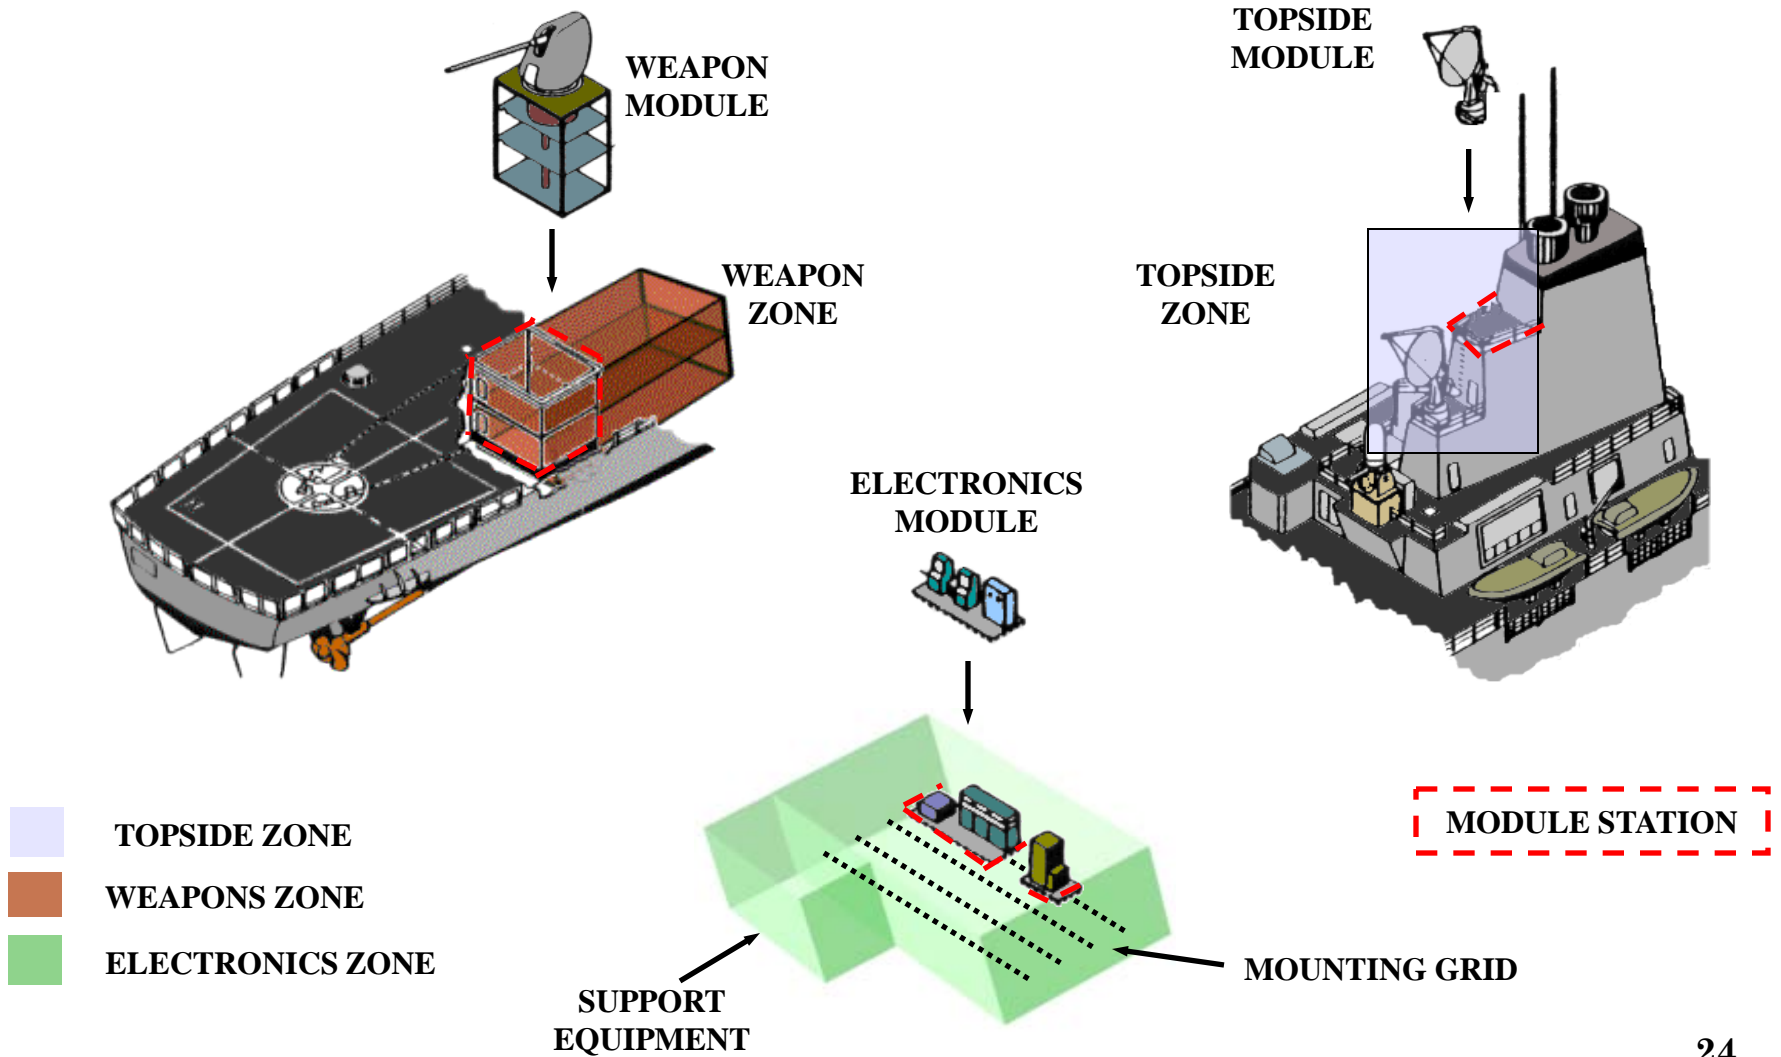 TOPSIDE
MODULE
WEAPON
MODULE
WEAPON
ZONE
TOPSIDE
ZONE
ELECTRONICS
MODULE
TOPSIDE ZONE
WEAPONS ZONE
ELECTRONICS ZONE
MODULE STATION
MOUNTING GRID
SUPPORT
EQUIPMENT
24